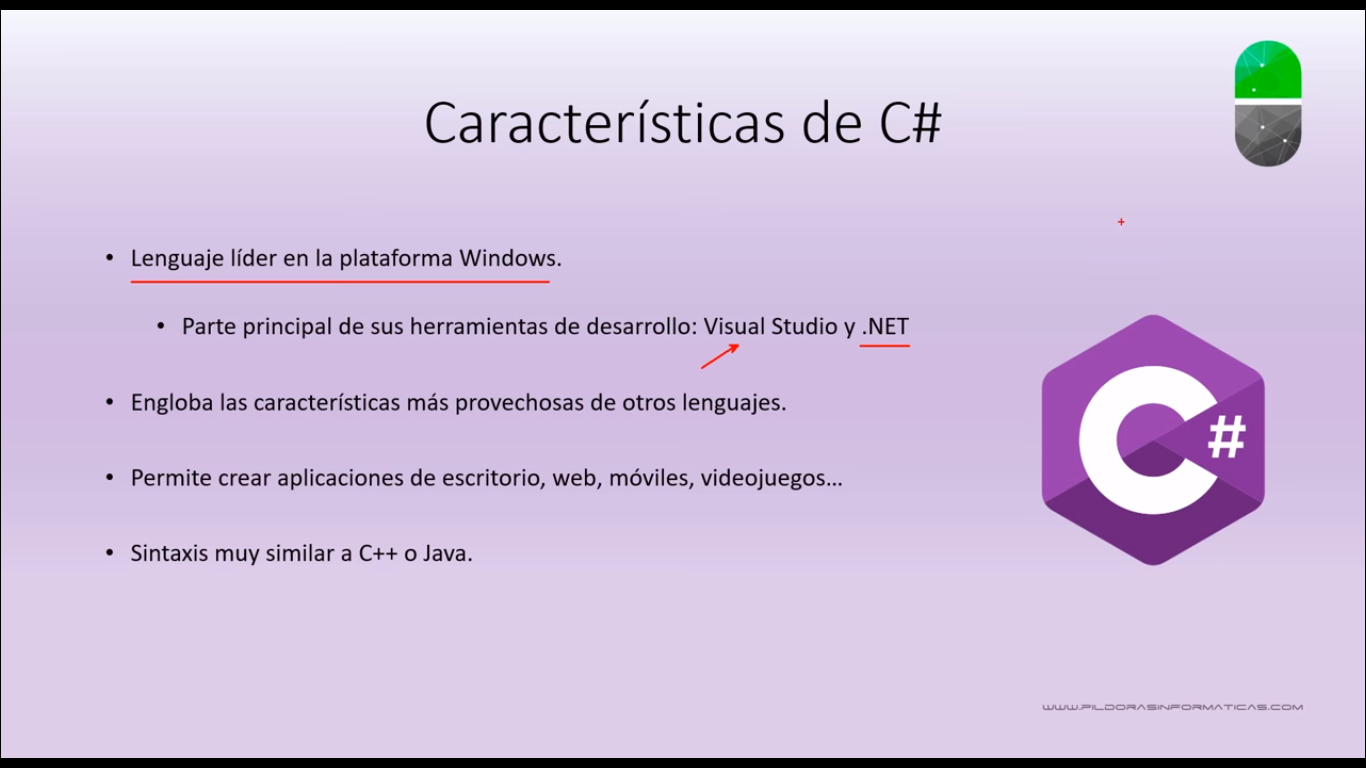 Características de C#
• Lenguaje líder en la plataforma Windows.
• Parte principal de sus herramientas de desarrollo: Visual Studio y .NET
• Engloba las características más provechosas de otros lenguajes.
• Permite crear aplicaciones de escritorio, web, móviles, videojuegos…
• Sintaxis muy similar a C++ o Java.
C#
WWW.PILDORASINFORMATICAS.COM